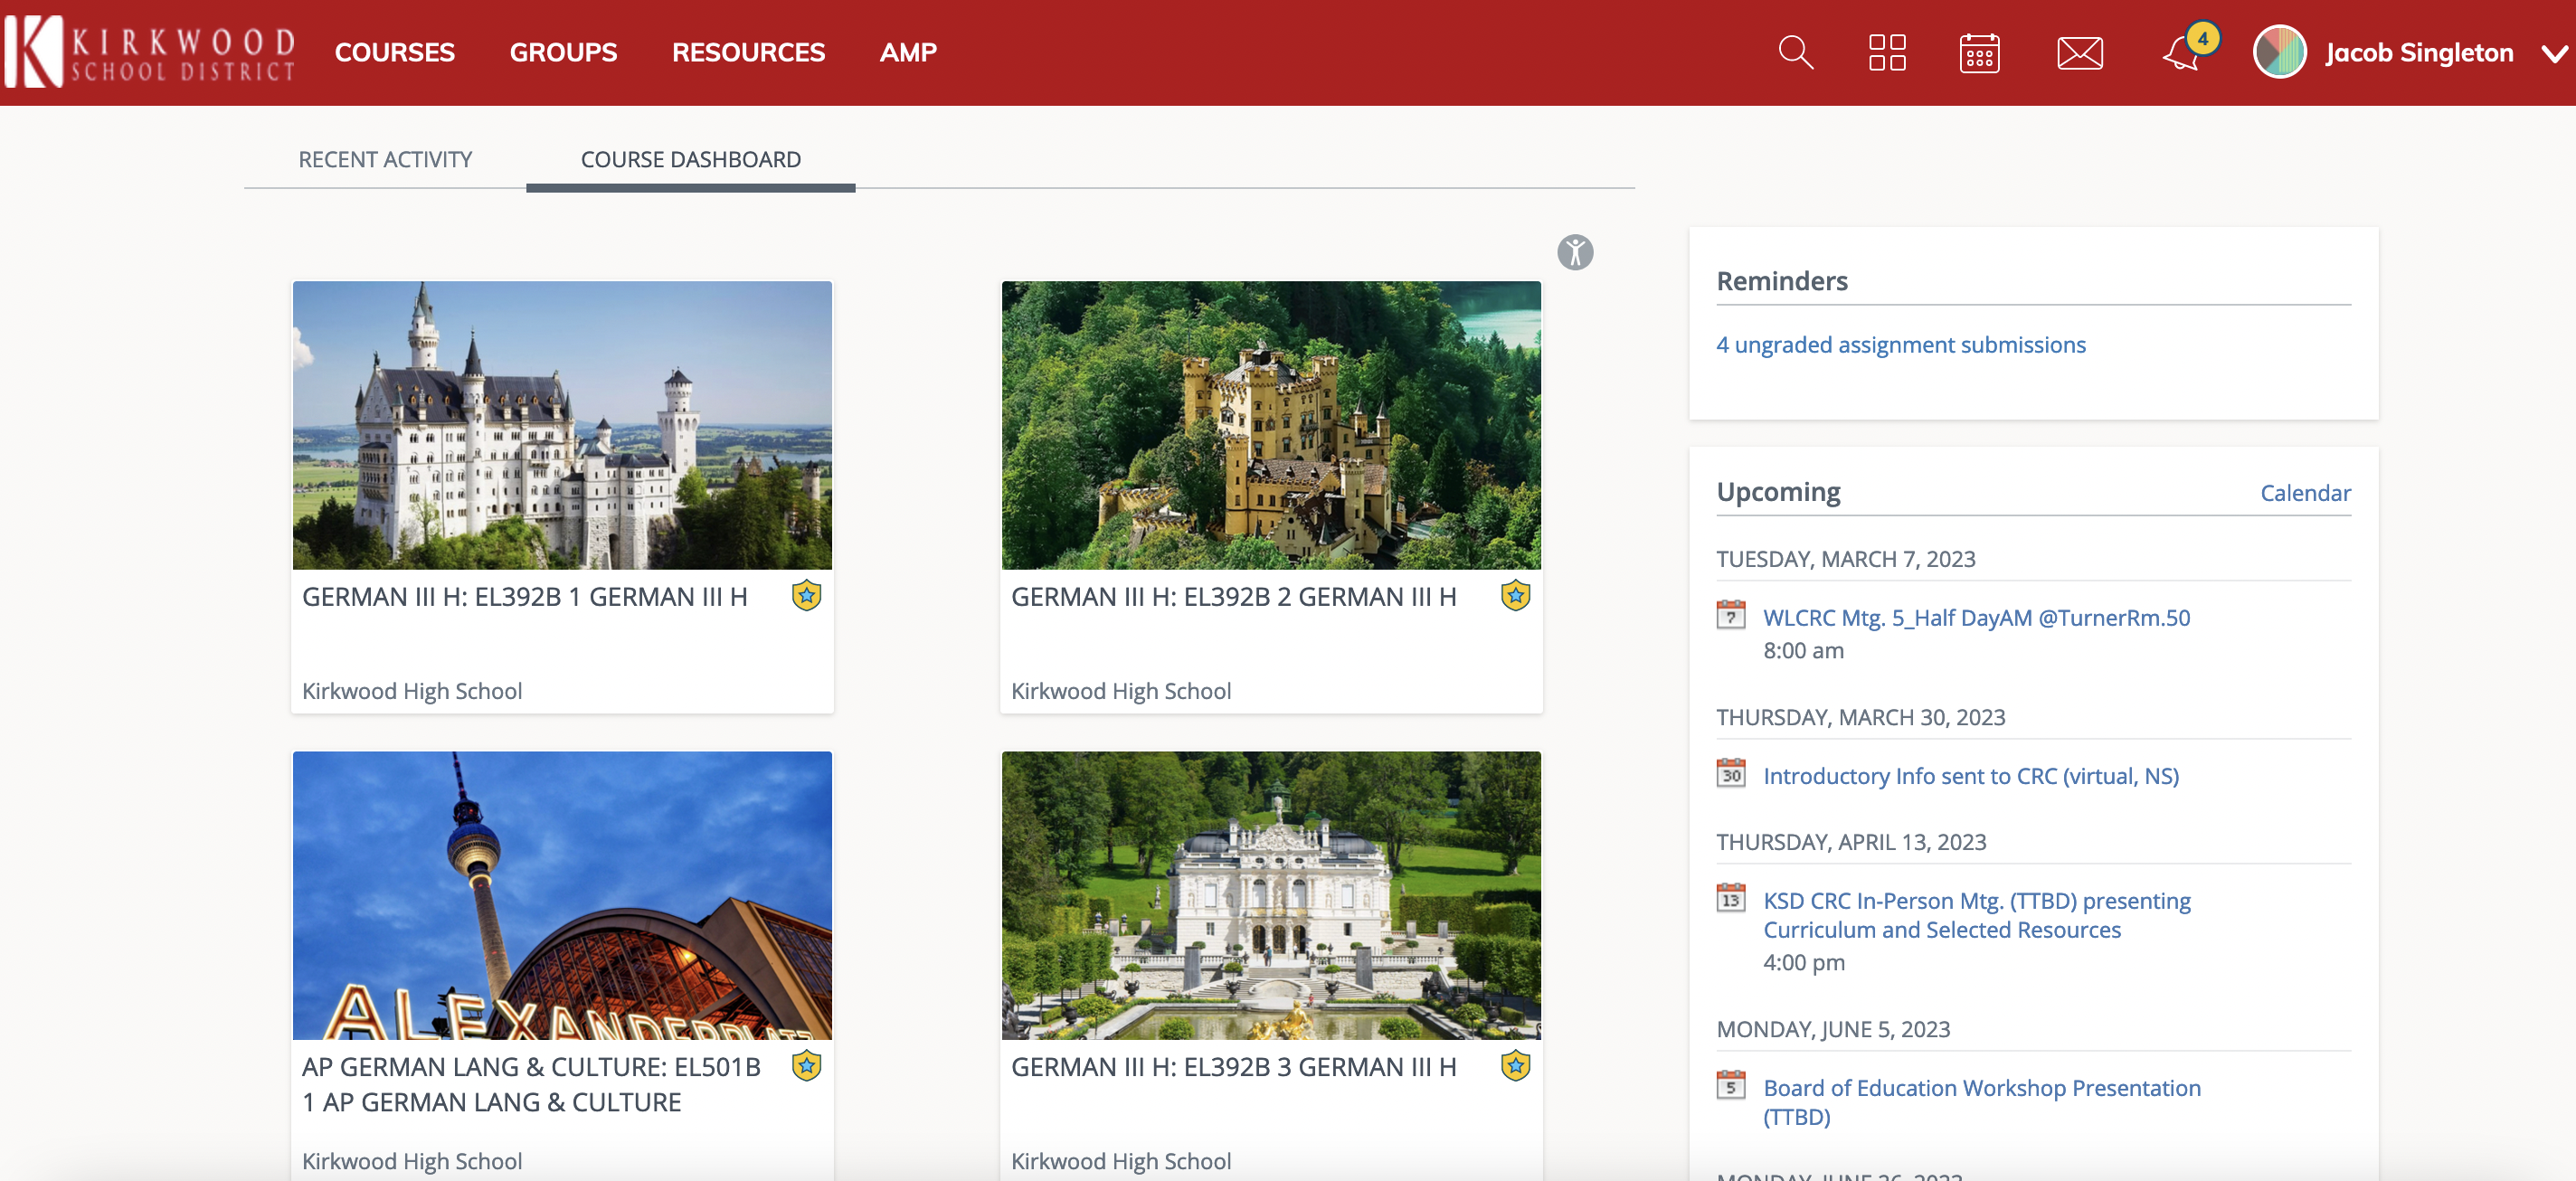 KIRKWOOD
SCHOOL DISTRICT
COURSES GROUPS RESOURCES AMP
4
Jacob Singleton
RECENT ACTIVITY COURSE DASHBOARD
GERMAN III H: EL392B 1 GERMAN III H
Kirkwood High School
GERMAN III H: EL392B 2 GERMAN III H
Kirkwood High School
ALEXANDERPLATZ
AP GERMAN LANG & CULTURE: EL501B
1 AP GERMAN LANG & CULTURE
Kirkwood High School
GERMAN III H: EL392B 3 GERMAN III H
Kirkwood High School
Reminders
4 ungraded assignment submissions
Upcoming Calendar
TUESDAY, MARCH 7, 2023
7 WLCRC Mtg. 5_Half DayAM @TurnerRm.50
8:00 am
THURSDAY, MARCH 30, 2023
30 Introductory Info sent to CRC (virtual, NS)
THURSDAY, APRIL 13, 2023
13 KSD CRC In-Person Mtg. (TTBD) presenting
Curriculum and Selected Resources
4:00 pm
MONDAY, JUNE 5, 2023
5 Board of Education Workshop Presentation
(TTBD)
MONDAY, JUNE 26, 2023